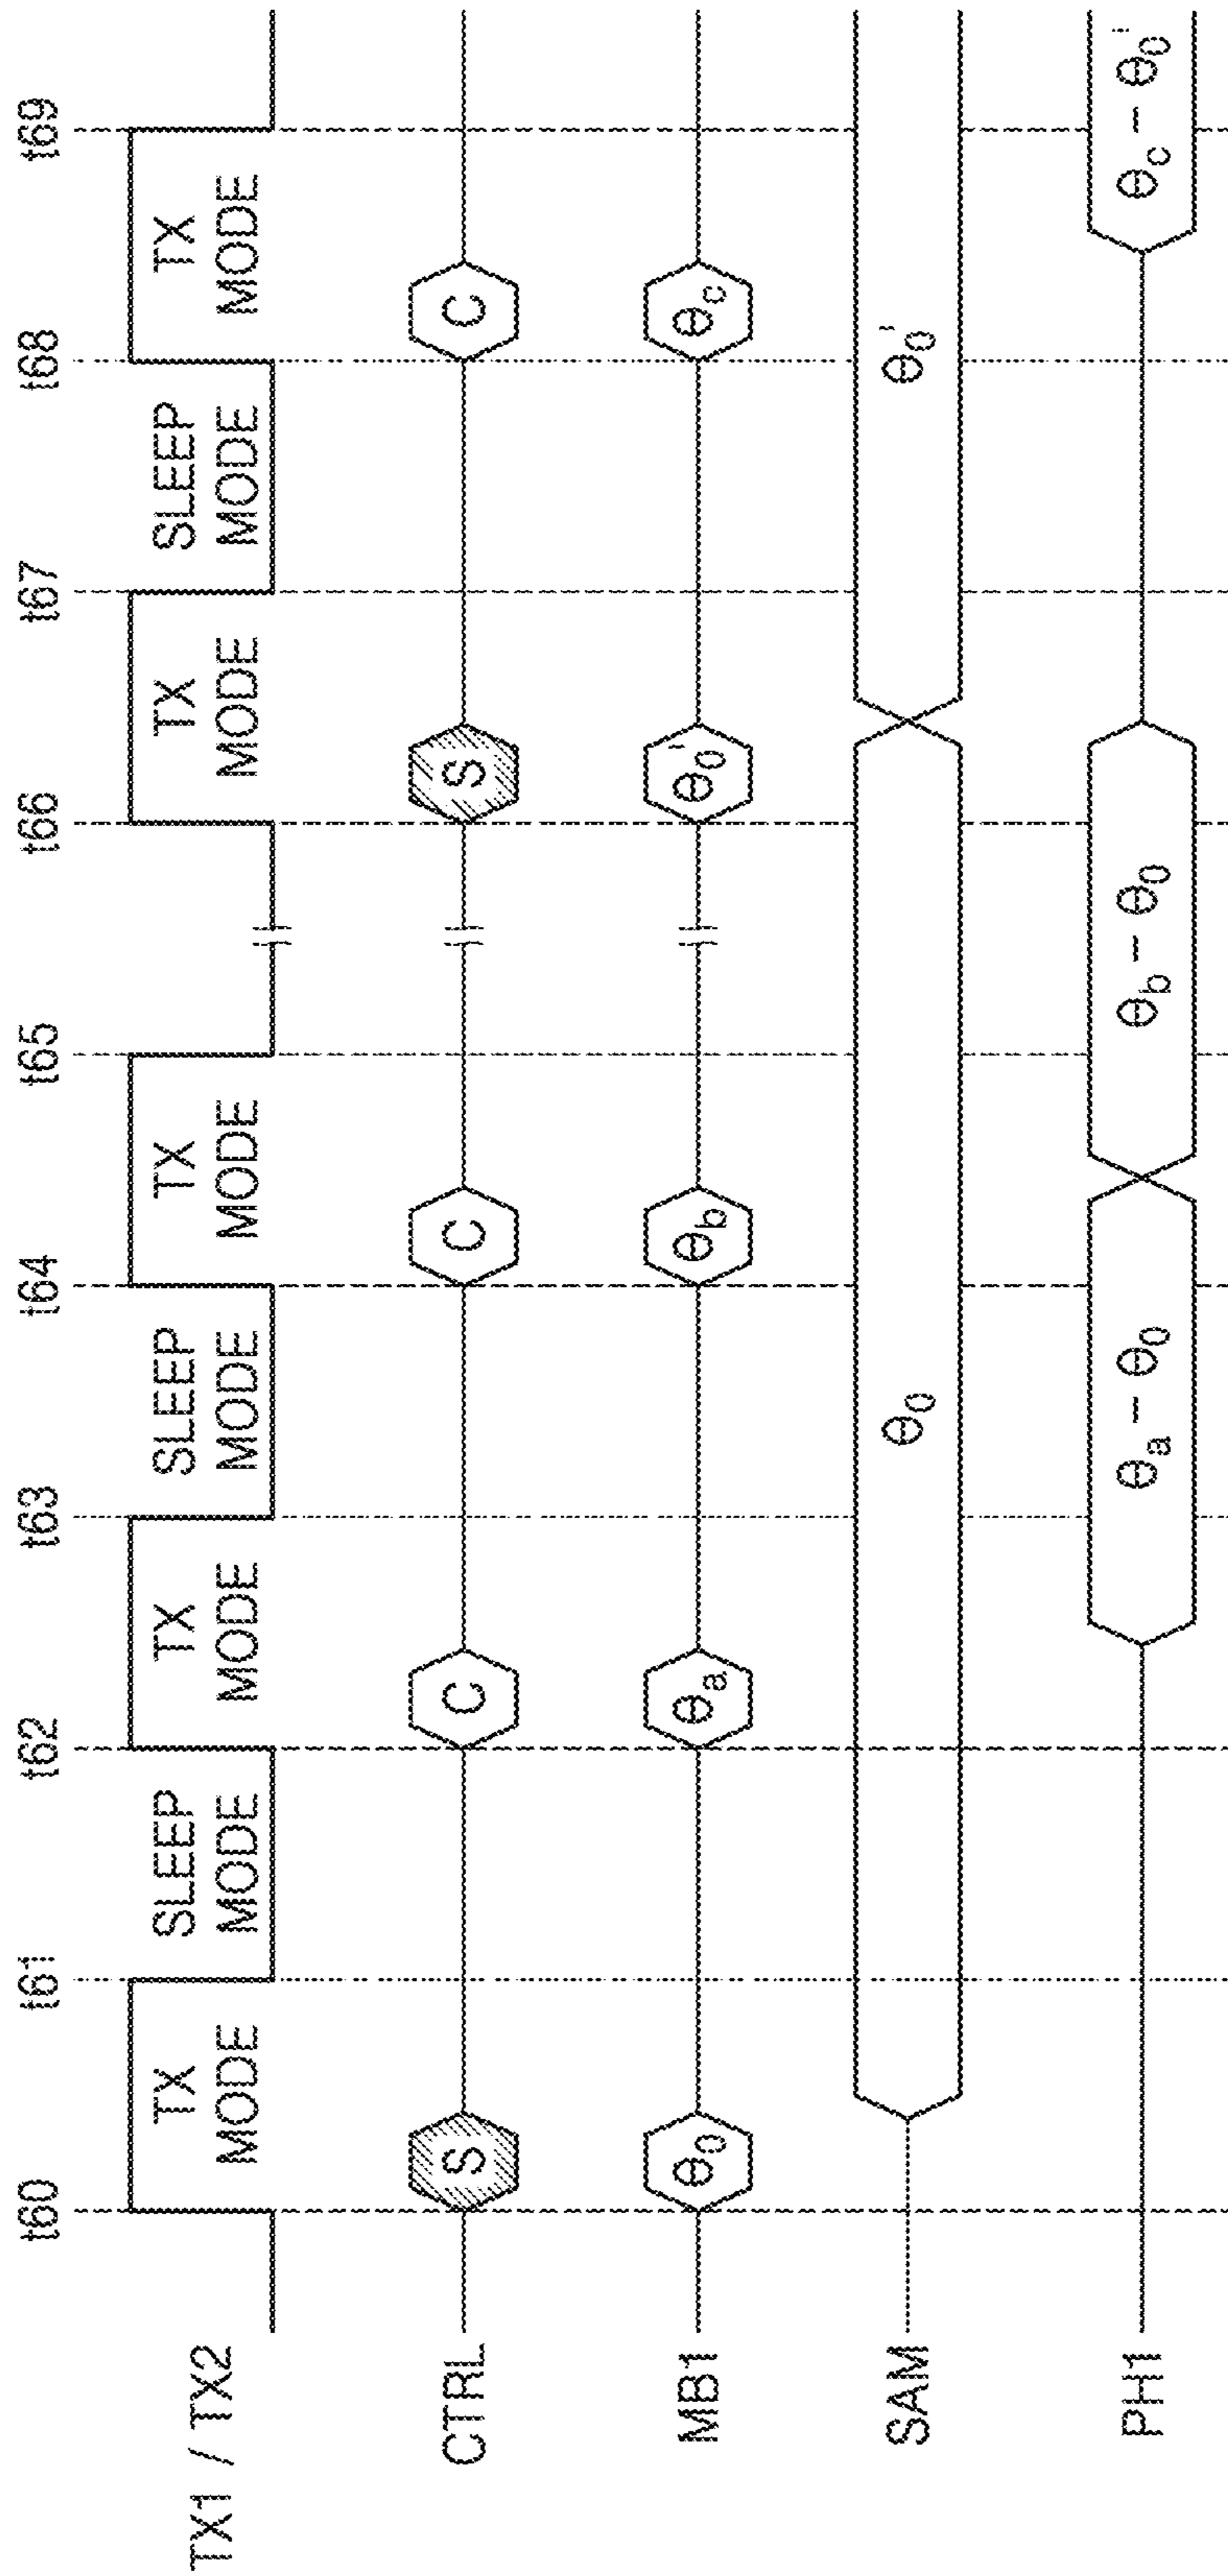 t60 t61 t62 t63 t64 t65 t66 t67 t68 t69
TX1 / TX2
TX MODE
SLEEP MODE
TX MODE
SLEEP MODE
TX MODE
TX MODE
SLEEP MODE
TX MODE
CTRL S C C S C
MB1 θ0 θa θb θ0' θc
SAM θ0 θ0'
PH1 θa − θ0 θb − θ0 θc − θ0'